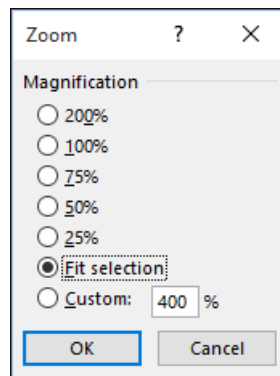 Zoom ?
Magnification
200%
100%
75%
50%
25%
Fit selection
Custom: 400 %
OK Cancel